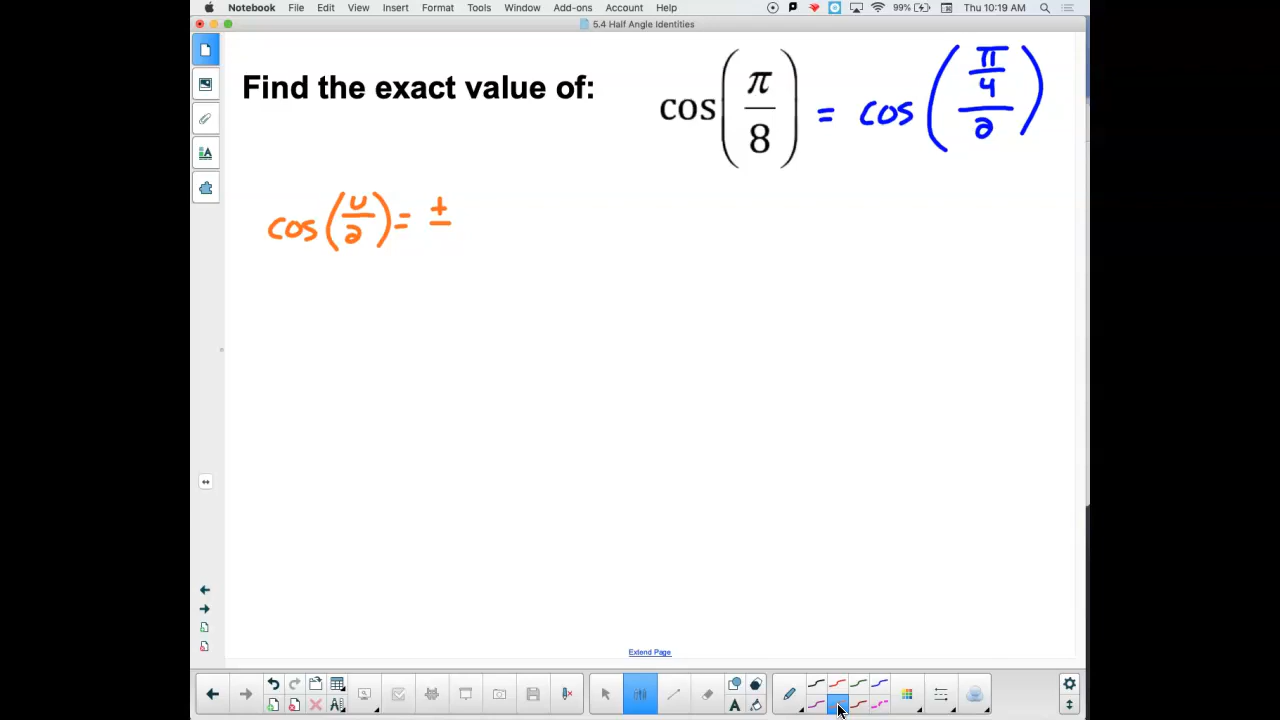 Notebook File Edit View Insert Format Tools Window Add-ons Account Help 99% Thu 10:19 AM
5.4 Half Angle Identities
Find the exact value of: cos(π/8) = cos((π/4)/2)
cos(u/2) = ±
Extend Page